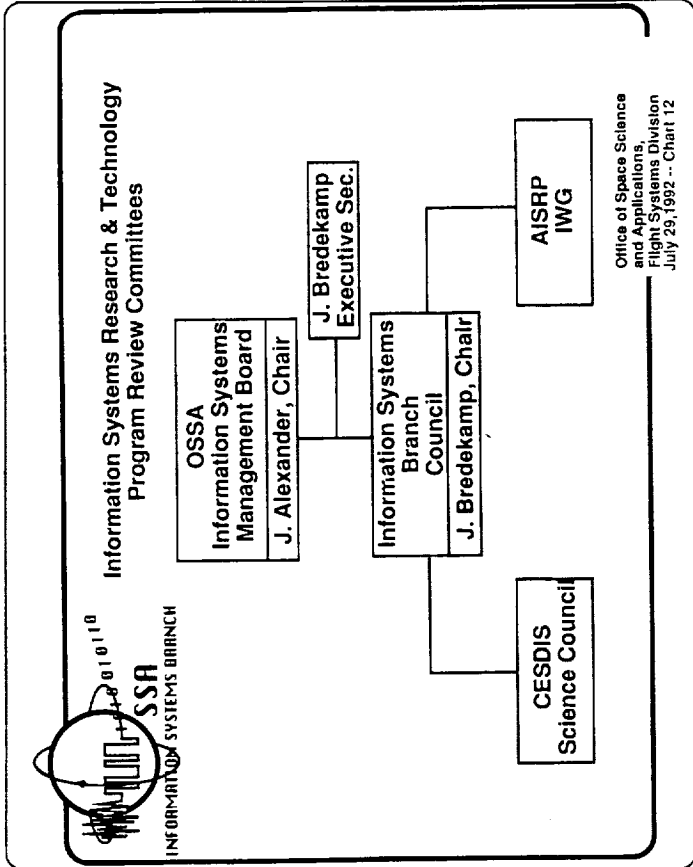 Information Systems Research & Technology
Program Review Committees
010110
SSA
INFORMATION SYSTEMS BRANCH
OSSA
Information Systems
Management Board
J. Alexander, Chair
J. Bredekamp
Executive Sec.
Information Systems
Branch
Council
J. Bredekamp, Chair
CESDIS
Science Council
AISRP
IWG
Office of Space Science
and Applications,
Flight Systems Division
July 29,1992 -- Chart 12